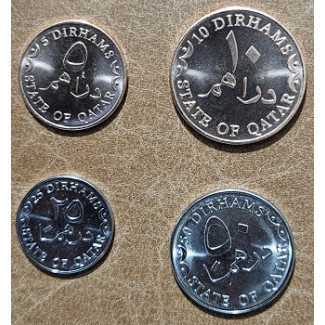 5 DIRHAMS
٥
دراهم
STATE OF QATAR
10 DIRHAMS
١٠
دراهم
STATE OF QATAR
25 DIRHAMS
٢٥
درهماً
STATE OF QATAR
50 DIRHAMS
٥٠
درهماً
STATE OF QATAR